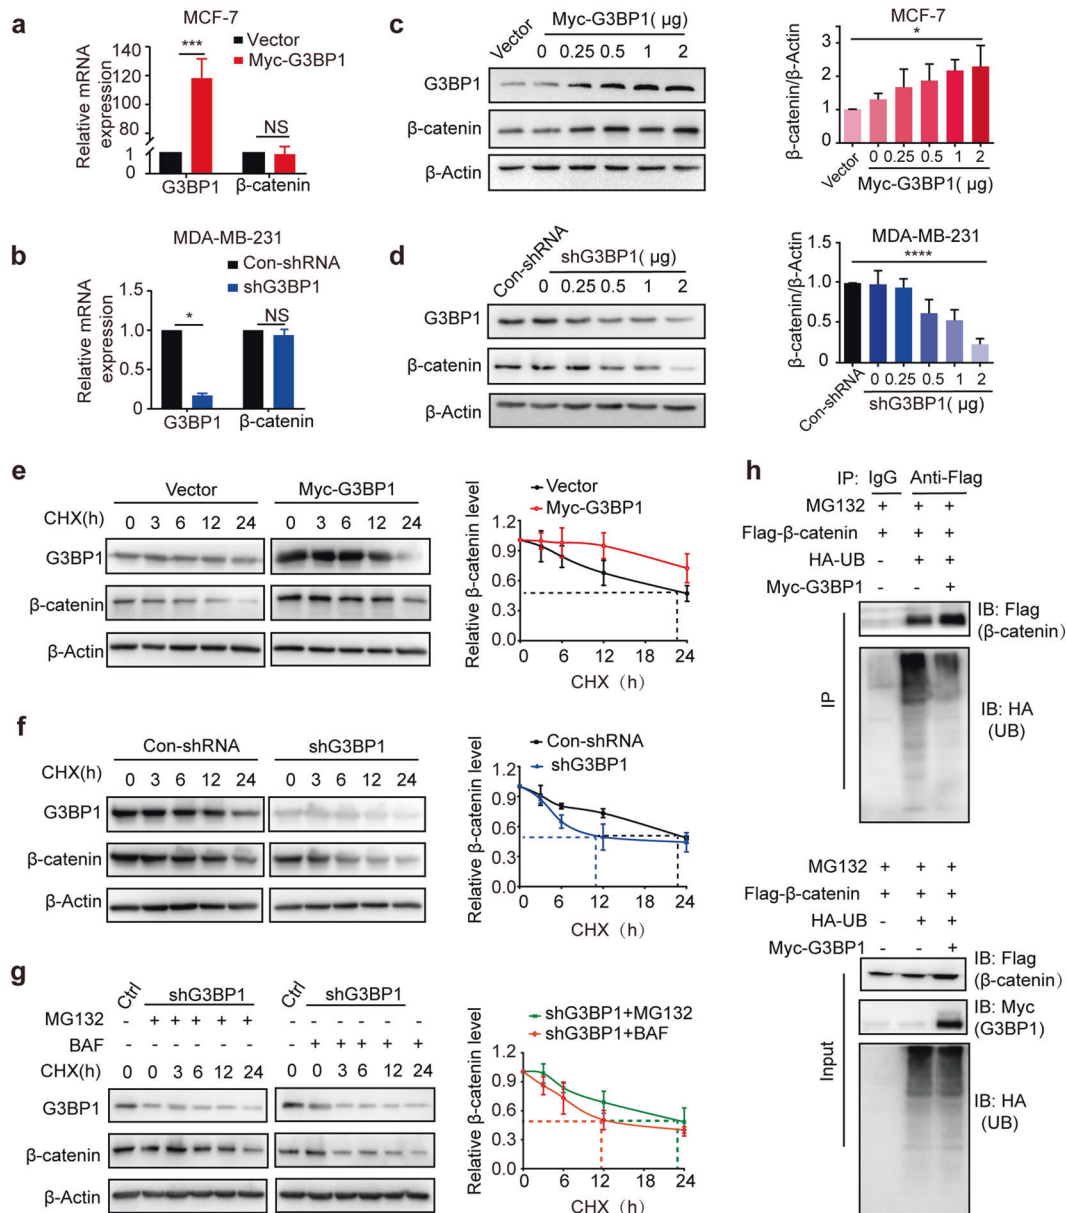 a
MCF-7
Vector
Myc-G3BP1
Relative mRNA
expression
140
120
100
80
1
0
***
NS
G3BP1
β-catenin
b
MDA-MB-231
Con-shRNA
shG3BP1
Relative mRNA
expression
1.5
1.0
0.5
0.0
*
NS
G3BP1
β-catenin
c
Vector
Myc-G3BP1( μg)
0 0.25 0.5 1 2
G3BP1
β-catenin
β-Actin
MCF-7
*
β-catenin/β-Actin
3
2
1
0
Vector
0 0.25 0.5 1 2
Myc-G3BP1( μg)
d
Con-shRNA
shG3BP1( μg)
0 0.25 0.5 1 2
G3BP1
β-catenin
β-Actin
MDA-MB-231
****
β-catenin/β-Actin
1.5
1.0
0.5
0.0
Con-shRNA
0 0.25 0.5 1 2
shG3BP1( μg)
e
Vector
Myc-G3BP1
CHX(h) 0 3 6 12 24 0 3 6 12 24
G3BP1
β-catenin
β-Actin
Vector
Myc-G3BP1
Relative β-catenin level
1.2
0.9
0.6
0.3
0.0
0 6 12 18 24
CHX (h)
f
Con-shRNA
shG3BP1
CHX(h) 0 3 6 12 24 0 3 6 12 24
G3BP1
β-catenin
β-Actin
Con-shRNA
shG3BP1
Relative β-catenin level
1.2
0.9
0.6
0.3
0.0
0 6 12 18 24
CHX (h)
g
Ctrl
shG3BP1
Ctrl
shG3BP1
MG132 - + + + + + - - - - - -
BAF - - - - - - - + + + + +
CHX(h) 0 0 3 6 12 24 0 0 3 6 12 24
G3BP1
β-catenin
β-Actin
shG3BP1+MG132
shG3BP1+BAF
Relative β-catenin level
1.2
0.9
0.6
0.3
0.0
0 6 12 18 24
CHX (h)
h
IP: IgG Anti-Flag
MG132 + + +
Flag-β-catenin + + +
HA-UB - + +
Myc-G3BP1 - - +
IB: Flag
(β-catenin)
IP
IB: HA
(UB)
MG132 + + +
Flag-β-catenin + + +
HA-UB - + +
Myc-G3BP1 - - +
IB: Flag
(β-catenin)
IB: Myc
(G3BP1)
Input
IB: HA
(UB)